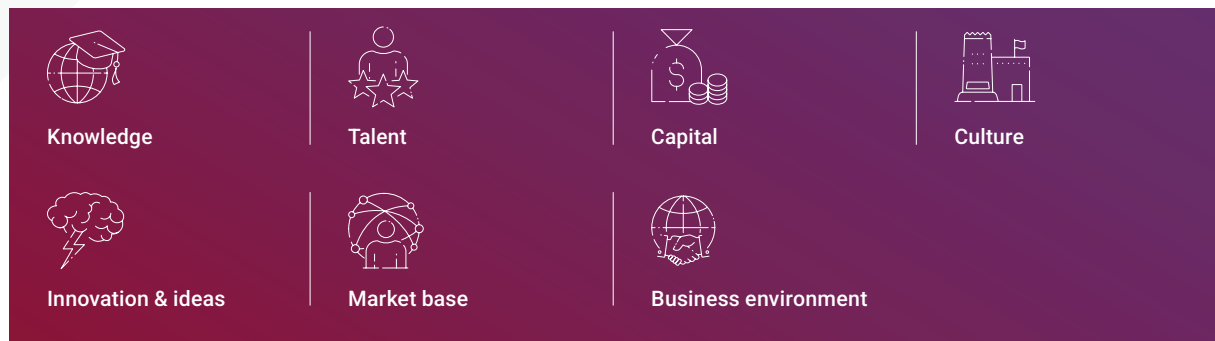 Knowledge
Talent
Capital
Culture
Innovation & ideas
Market base
Business environment